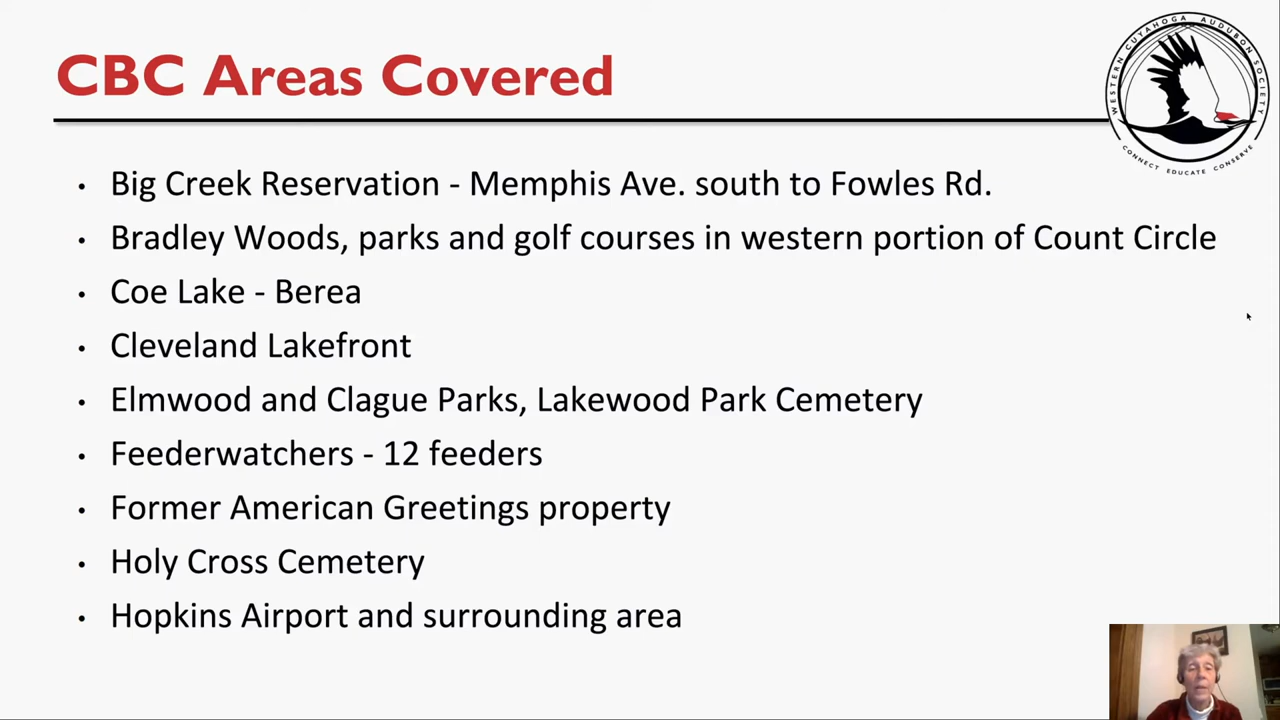 CBC Areas Covered
WESTERN CUYAHOGA AUDUBON SOCIETY
CONNECT EDUCATE CONSERVE
• Big Creek Reservation - Memphis Ave. south to Fowles Rd.
• Bradley Woods, parks and golf courses in western portion of Count Circle
• Coe Lake - Berea
• Cleveland Lakefront
• Elmwood and Clague Parks, Lakewood Park Cemetery
• Feederwatchers - 12 feeders
• Former American Greetings property
• Holy Cross Cemetery
• Hopkins Airport and surrounding area